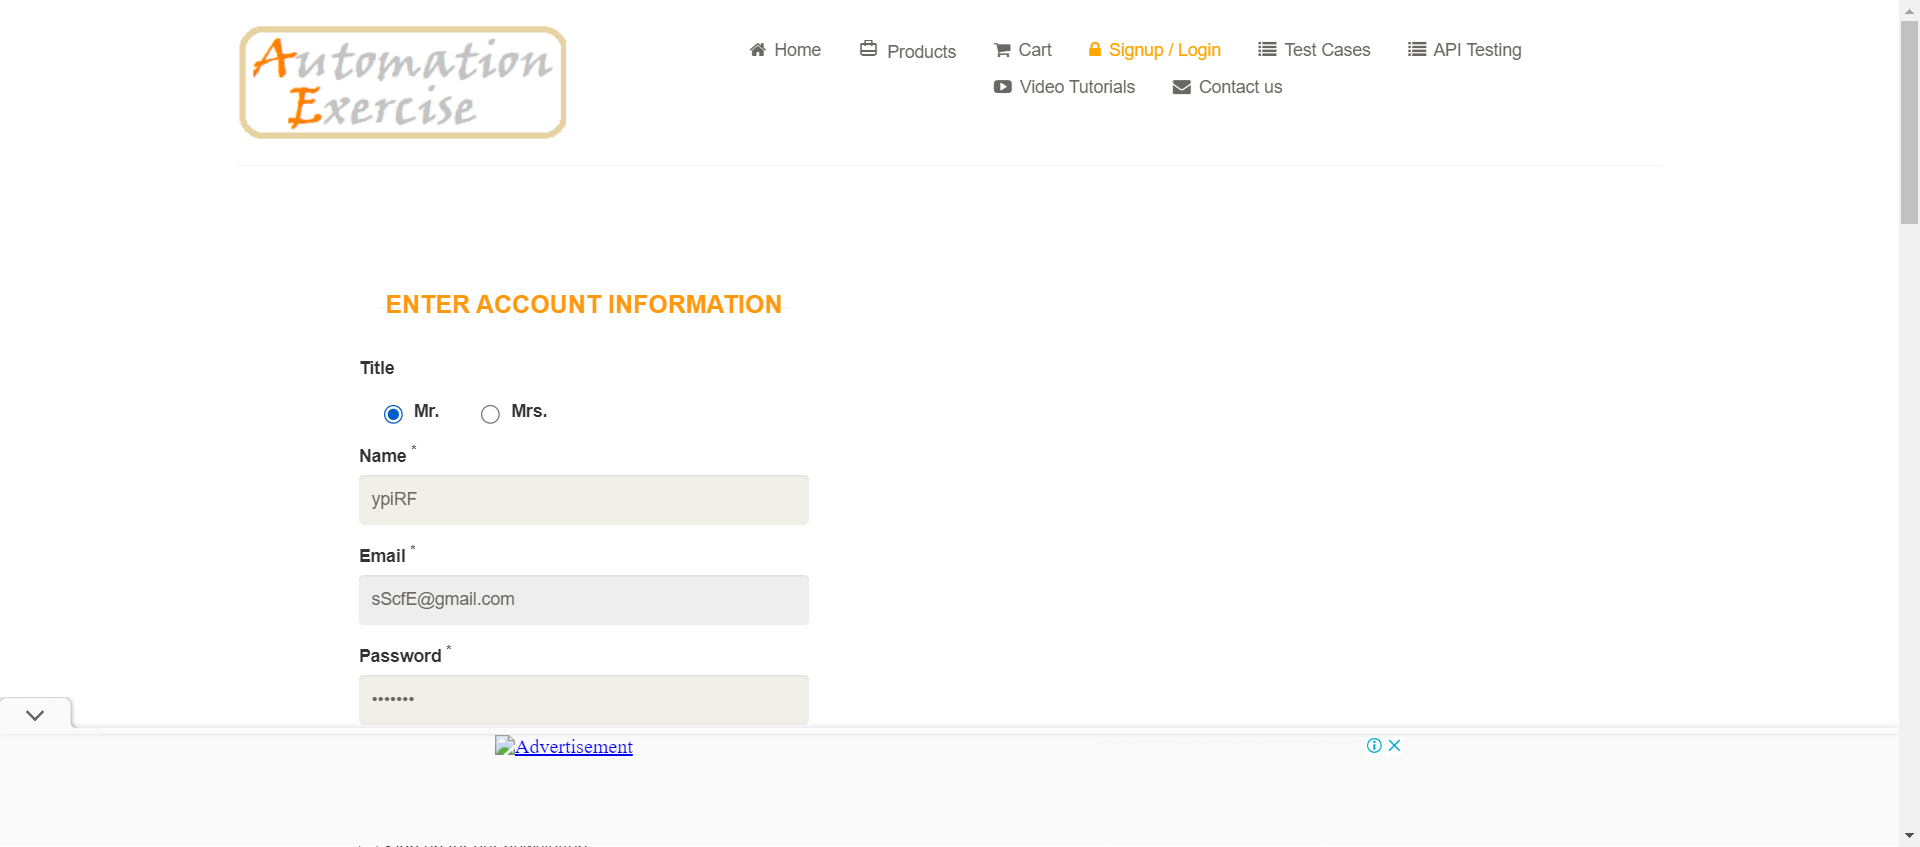 Automation
Exercise
Home
Products
Cart
Signup / Login
Test Cases
API Testing
Video Tutorials
Contact us
ENTER ACCOUNT INFORMATION
Title
Mr.
Mrs.
Name *
ypiRF
Email *
sScfE@gmail.com
Password *
•••••••
Advertisement